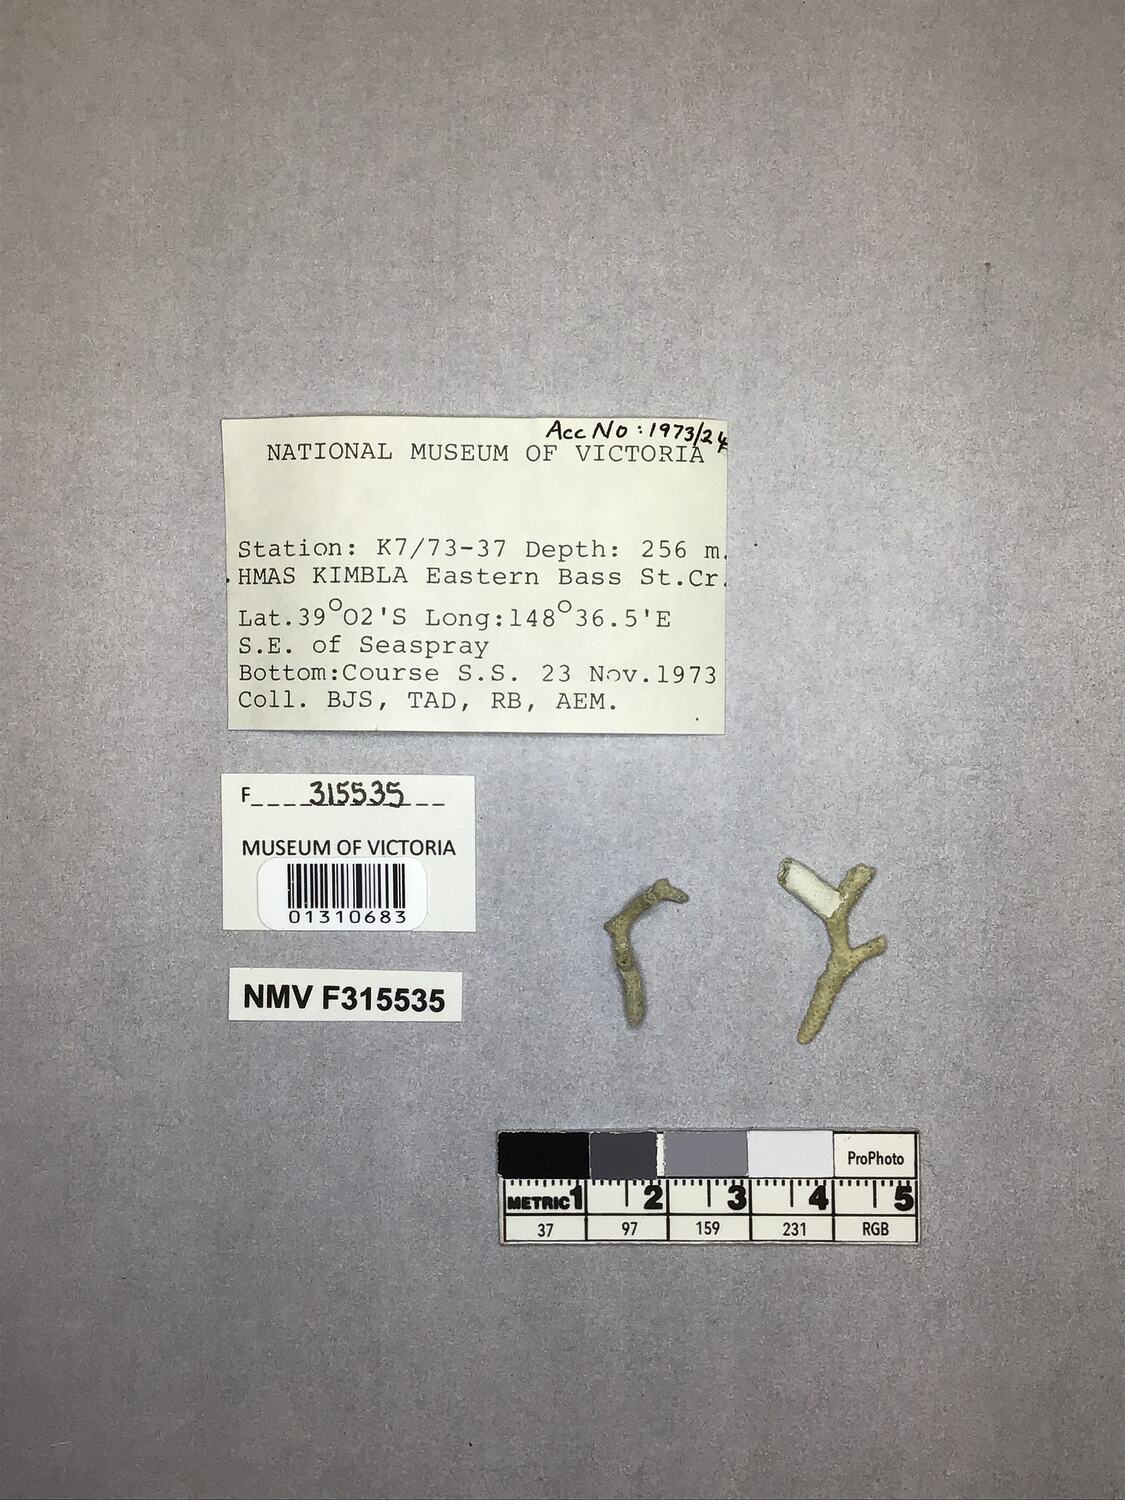 Acc No: 1973/24
NATIONAL MUSEUM OF VICTORIA
Station: K7/73-37 Depth: 256 m.
HMAS KIMBLA Eastern Bass St.Cr.
Lat.39°02'S Long:148°36.5'E
S.E. of Seaspray
Bottom:Course S.S. 23 Nov.1973
Coll. BJS, TAD, RB, AEM.
F____315535___
MUSEUM OF VICTORIA
01310683
NMV F315535
ProPhoto
METRIC 1 2 3 4 5
37 97 159 231 RGB